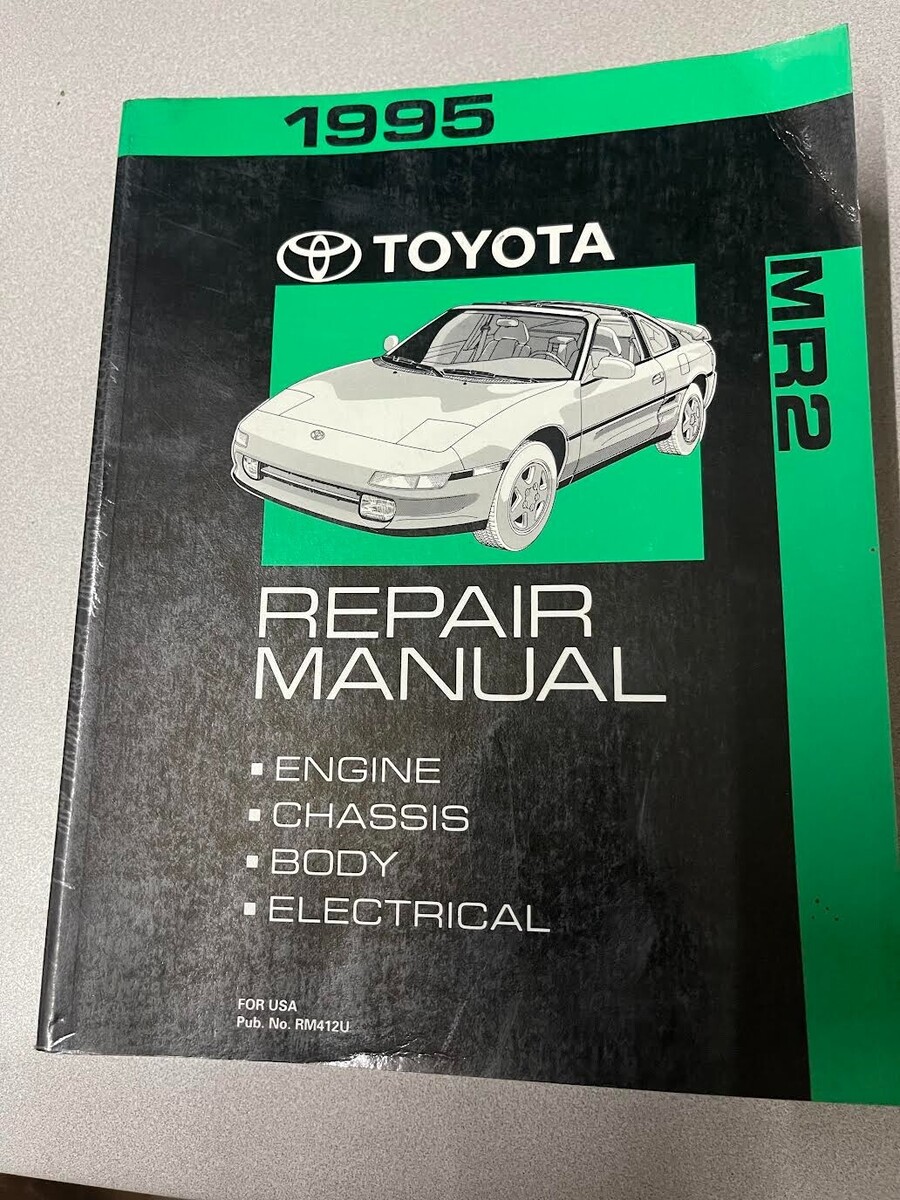 1995
TOYOTA
MR2
REPAIR
MANUAL
▪ ENGINE
▪ CHASSIS
▪ BODY
▪ ELECTRICAL
FOR USA
Pub. No. RM412U